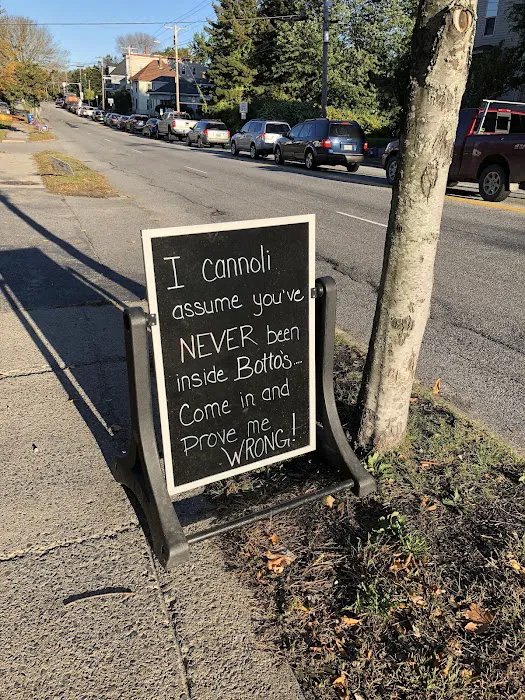 I cannoli
assume you've
NEVER been
inside Botto's....
Come in and
prove me
WRONG!